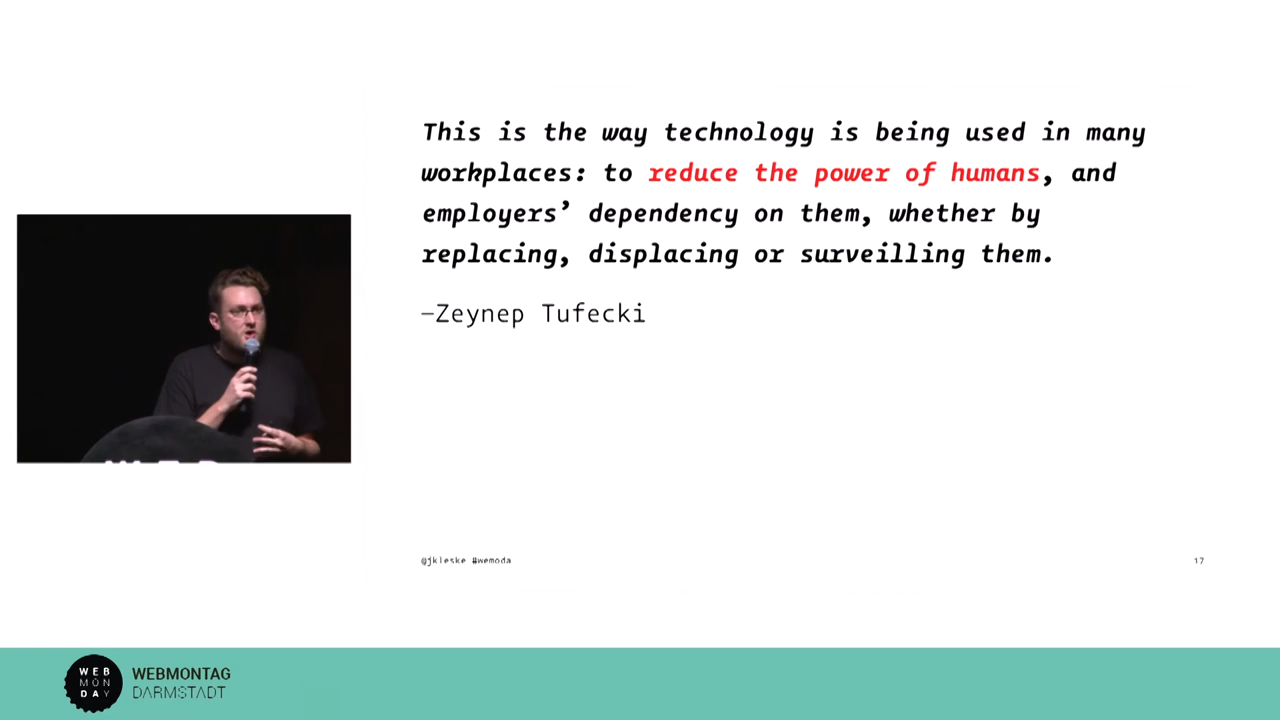 This is the way technology is being used in many
workplaces: to reduce the power of humans, and
employers’ dependency on them, whether by
replacing, displacing or surveilling them.
—Zeynep Tufecki
@jkleske #wemoda
17
WEB
MON
DAY
WEBMONTAG
DARMSTADT